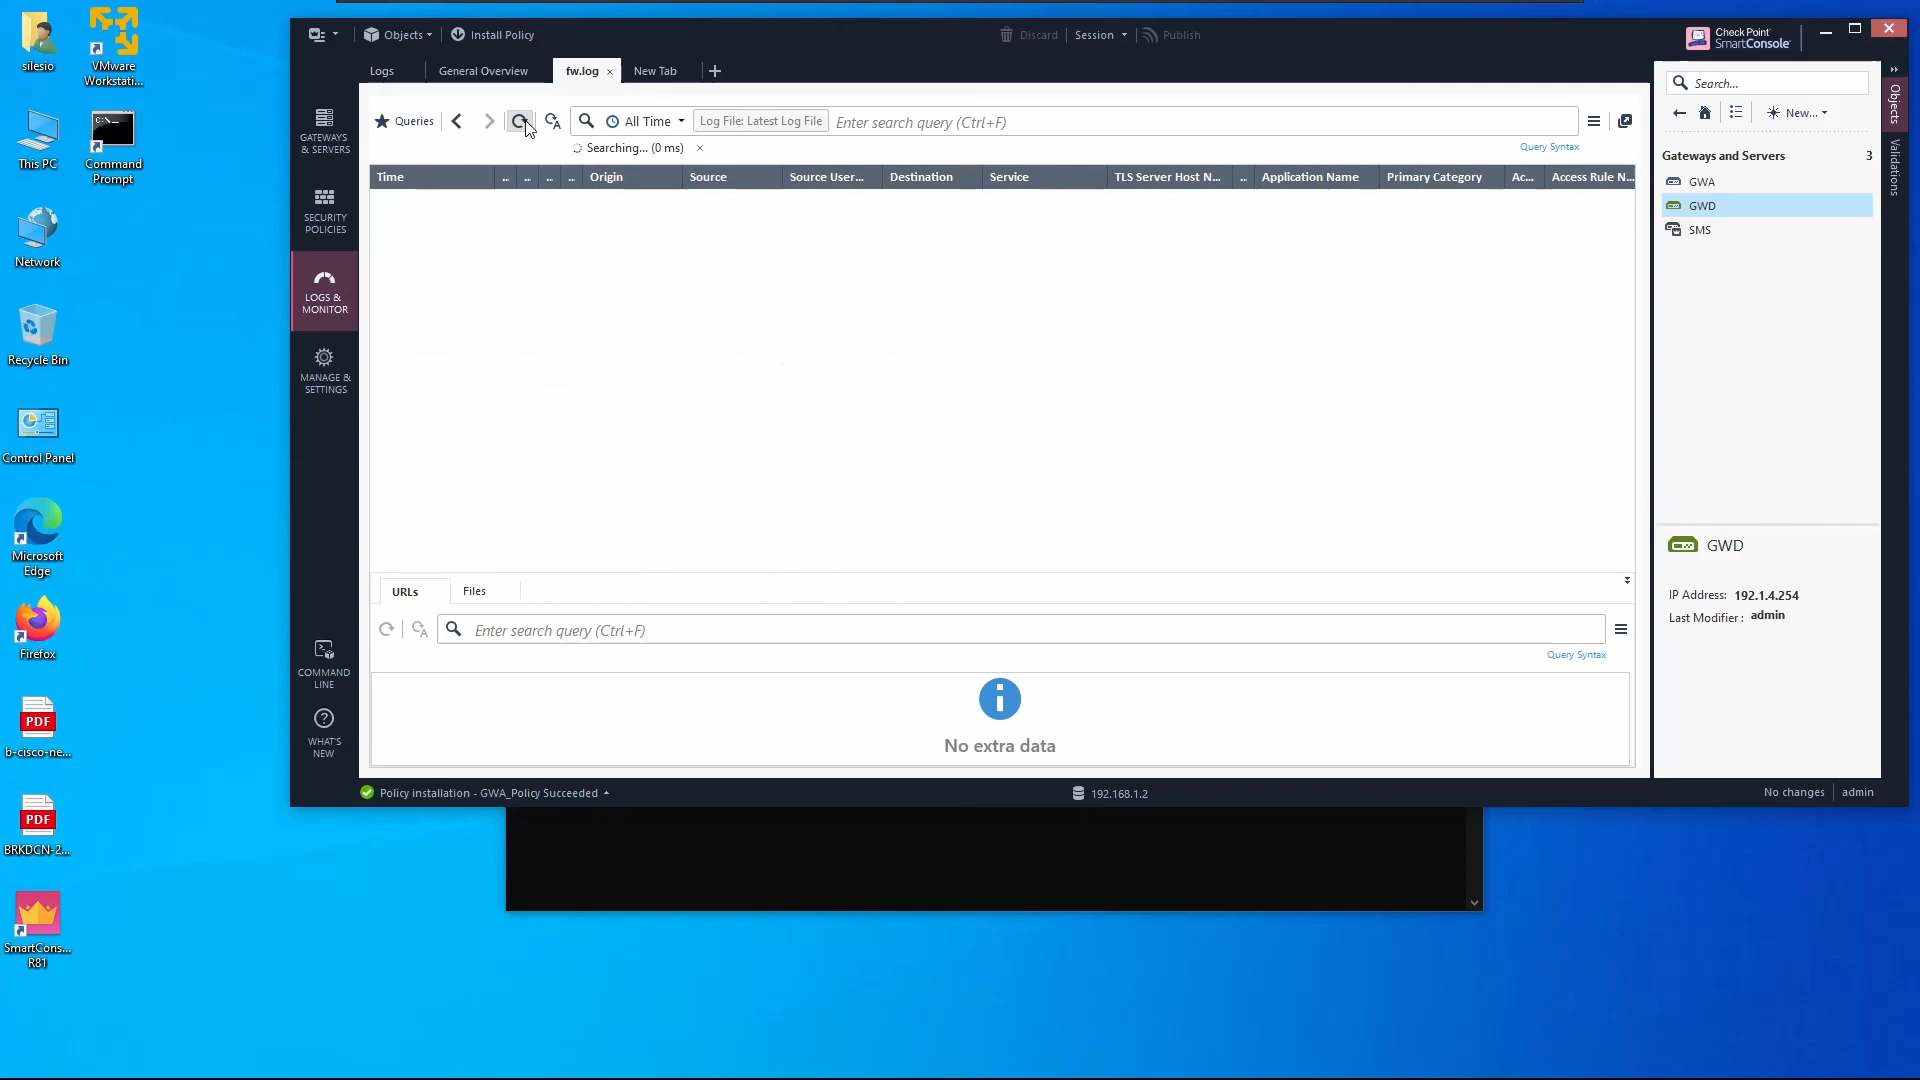 silesio
VMware
Workstati...
This PC
Command
Prompt
Network
Recycle Bin
Control Panel
Microsoft
Edge
Firefox
PDF
b-cisco-ne...
PDF
BRKDCN-2...
SmartCons...
R81
Objects
Install Policy
Discard
Session
Publish
Check Point
SmartConsole
Logs
General Overview
fw.log
New Tab
GATEWAYS
& SERVERS
SECURITY
POLICIES
LOGS &
MONITOR
MANAGE &
SETTINGS
COMMAND
LINE
WHAT'S
NEW
Queries
All Time
Log File: Latest Log File
Enter search query (Ctrl+F)
Searching... (0 ms)
Query Syntax
Time
...
...
...
...
Origin
Source
Source User...
Destination
Service
TLS Server Host N...
...
Application Name
Primary Category
Ac...
Access Rule N...
URLs
Files
Enter search query (Ctrl+F)
Query Syntax
No extra data
Search...
New...
Gateways and Servers 3
GWA
GWD
SMS
Objects
Validations
GWD
IP Address: 192.1.4.254
Last Modifier : admin
Policy installation - GWA_Policy Succeeded
192.168.1.2
No changes
admin